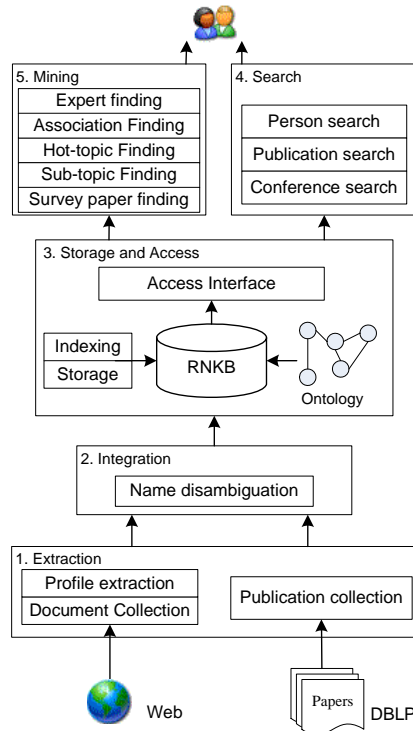 5. Mining
Expert finding
Association Finding
Hot-topic Finding
Sub-topic Finding
Survey paper finding
4. Search
Person search
Publication search
Conference search
3. Storage and Access
Access Interface
Indexing
Storage
RNKB
Ontology
2. Integration
Name disambiguation
1. Extraction
Profile extraction
Document Collection
Publication collection
Web
Papers
DBLP